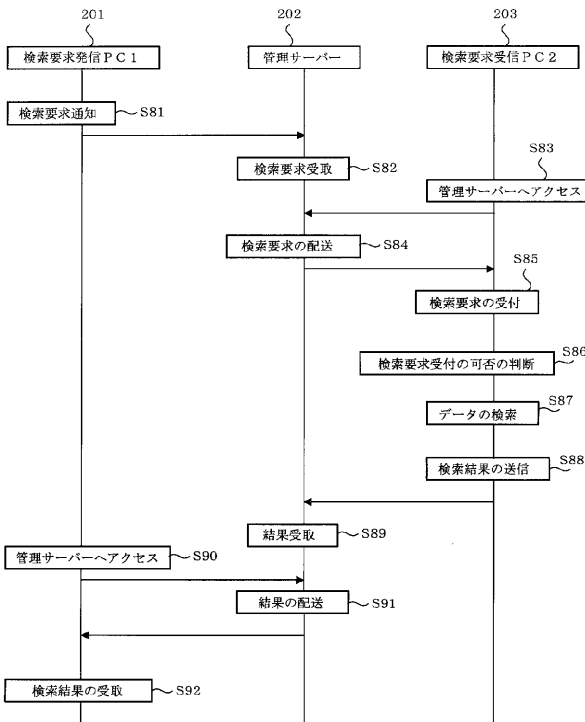 201
202
203
検索要求発信PC1
管理サーバー
検索要求受信PC2
検索要求通知
S81
検索要求受取
S82
S83
管理サーバーへアクセス
検索要求の配送
S84
S85
検索要求の受付
検索要求受付の可否の判断
S86
データの検索
S87
検索結果の送信
S88
結果受取
S89
管理サーバーへアクセス
S90
結果の配送
S91
検索結果の受取
S92